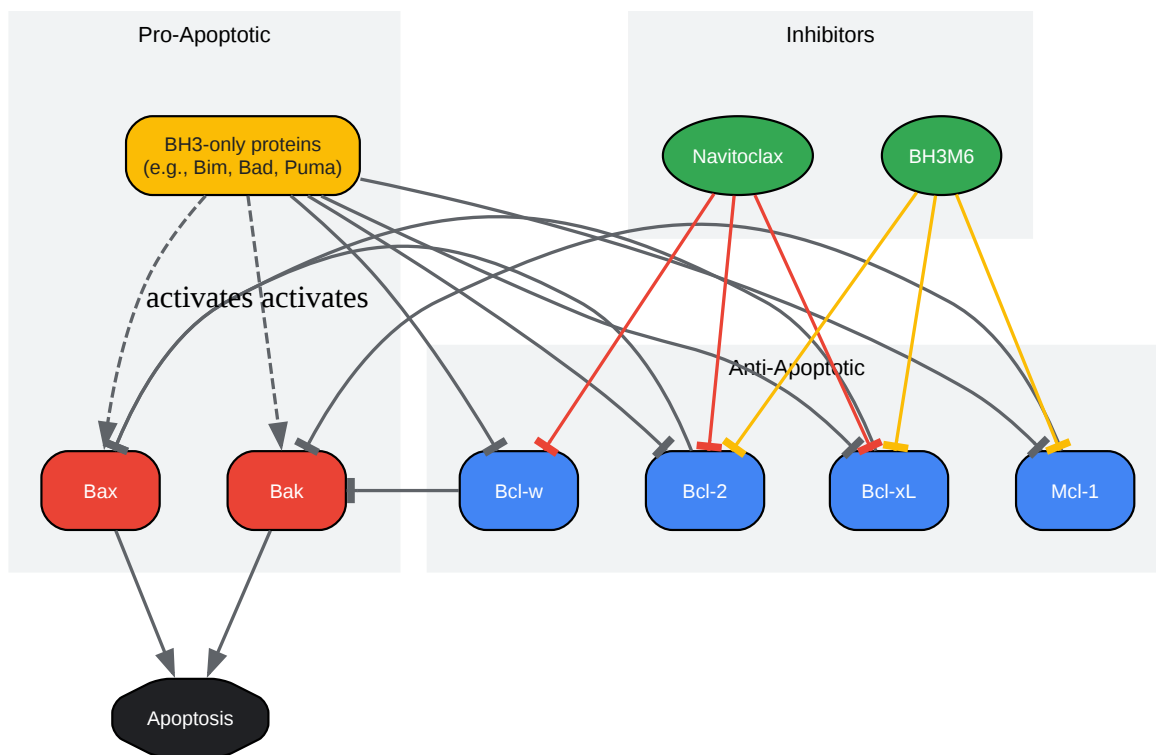 Pro-Apoptotic
Inhibitors
BH3-only proteins
(e.g., Bim, Bad, Puma)
Navitoclax
BH3M6
activates activates
Anti-Apoptotic
Bax
Bak
Bcl-w
Bcl-2
Bcl-xL
Mcl-1
Apoptosis